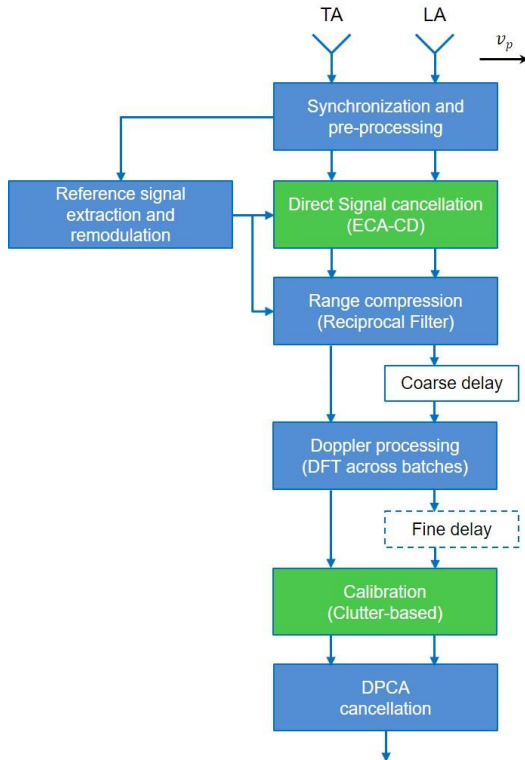 TA LA
v_p
Synchronization and
pre-processing
Reference signal
extraction and
remodulation
Direct Signal cancellation
(ECA-CD)
Range compression
(Reciprocal Filter)
Coarse delay
Doppler processing
(DFT across batches)
Fine delay
Calibration
(Clutter-based)
DPCA
cancellation